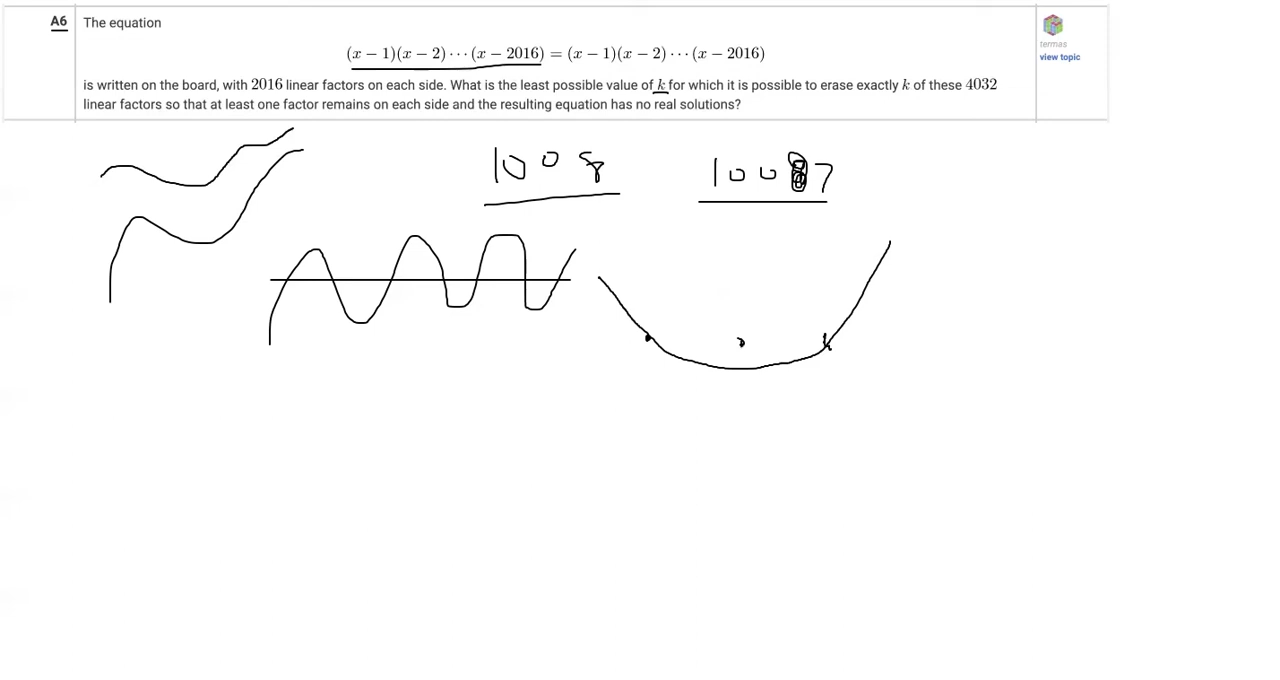 A6 The equation
(x − 1)(x − 2) ⋯ (x − 2016) = (x − 1)(x − 2) ⋯ (x − 2016)
is written on the board, with 2016 linear factors on each side. What is the least possible value of k for which it is possible to erase exactly k of these 4032
linear factors so that at least one factor remains on each side and the resulting equation has no real solutions?
termas
view topic
1008
1007